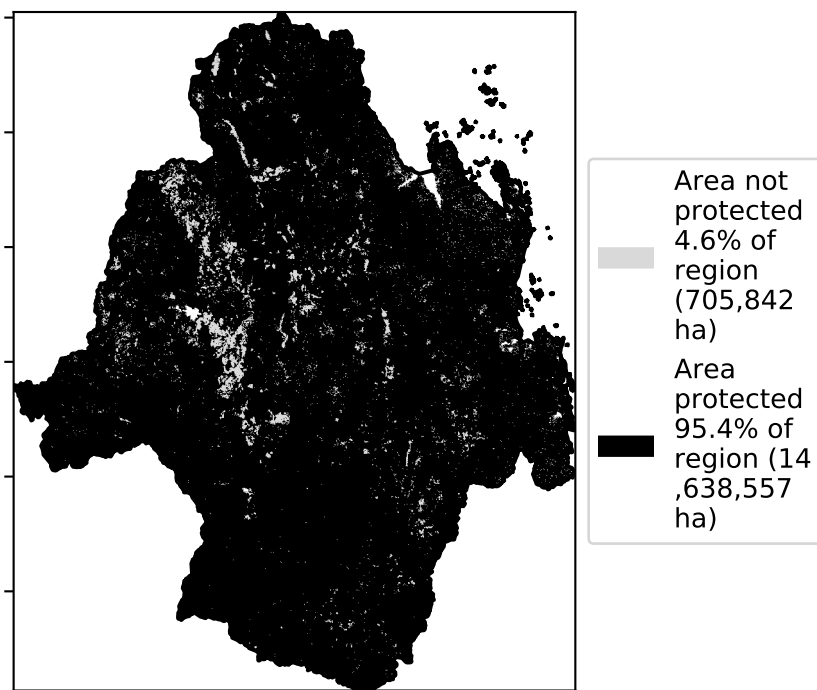 Area not
protected
4.6% of
region
(705,842
ha)
Area
protected
95.4% of
region (14
,638,557
ha)